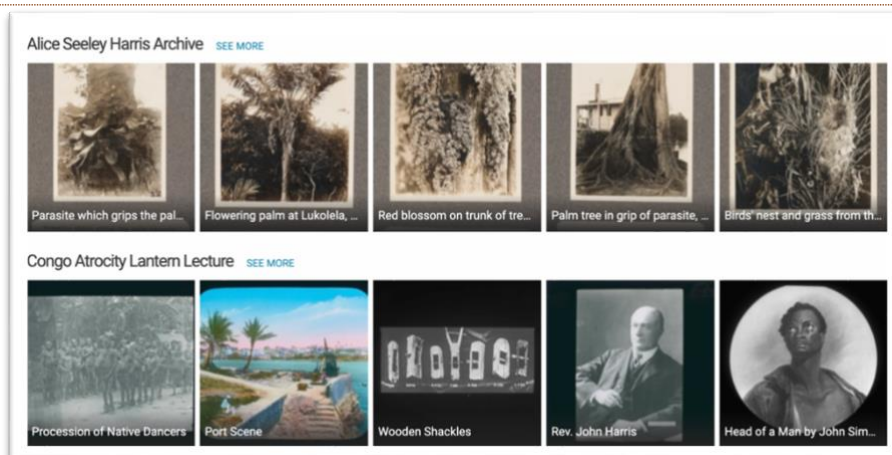 Alice Seeley Harris Archive SEE MORE
Parasite which grips the pal...
Flowering palm at Lukolela, ...
Red blossom on trunk of tre...
Palm tree in grip of parasite, ...
Birds' nest and grass from th...
Congo Atrocity Lantern Lecture SEE MORE
Procession of Native Dancers
Port Scene
Wooden Shackles
Rev. John Harris
Head of a Man by John Sim...